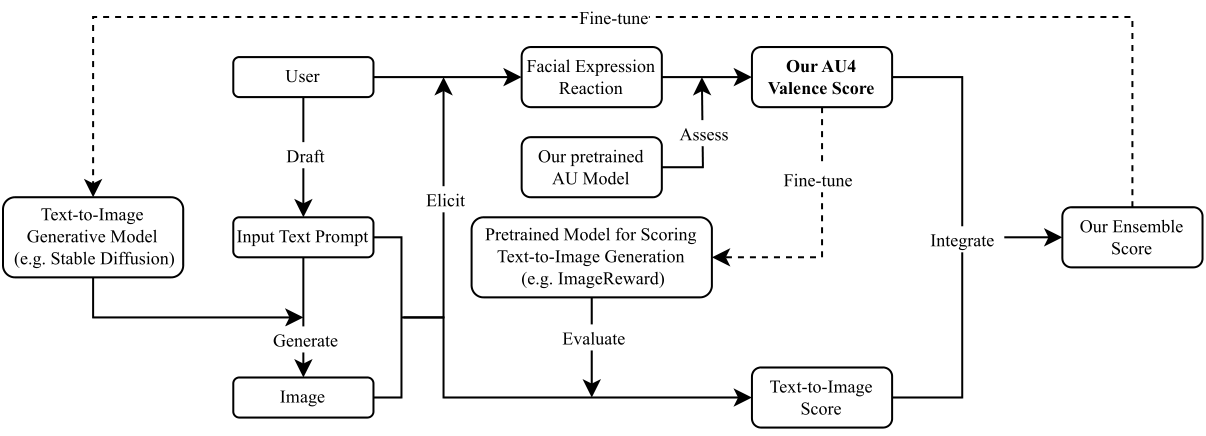 Fine-tune
User
Facial Expression
Reaction
Our AU4
Valence Score
Draft
Assess
Our pretrained
AU Model
Fine-tune
Elicit
Text-to-Image
Generative Model
(e.g. Stable Diffusion)
Input Text Prompt
Pretrained Model for Scoring
Text-to-Image Generation
(e.g. ImageReward)
Integrate
Our Ensemble
Score
Generate
Evaluate
Image
Text-to-Image
Score